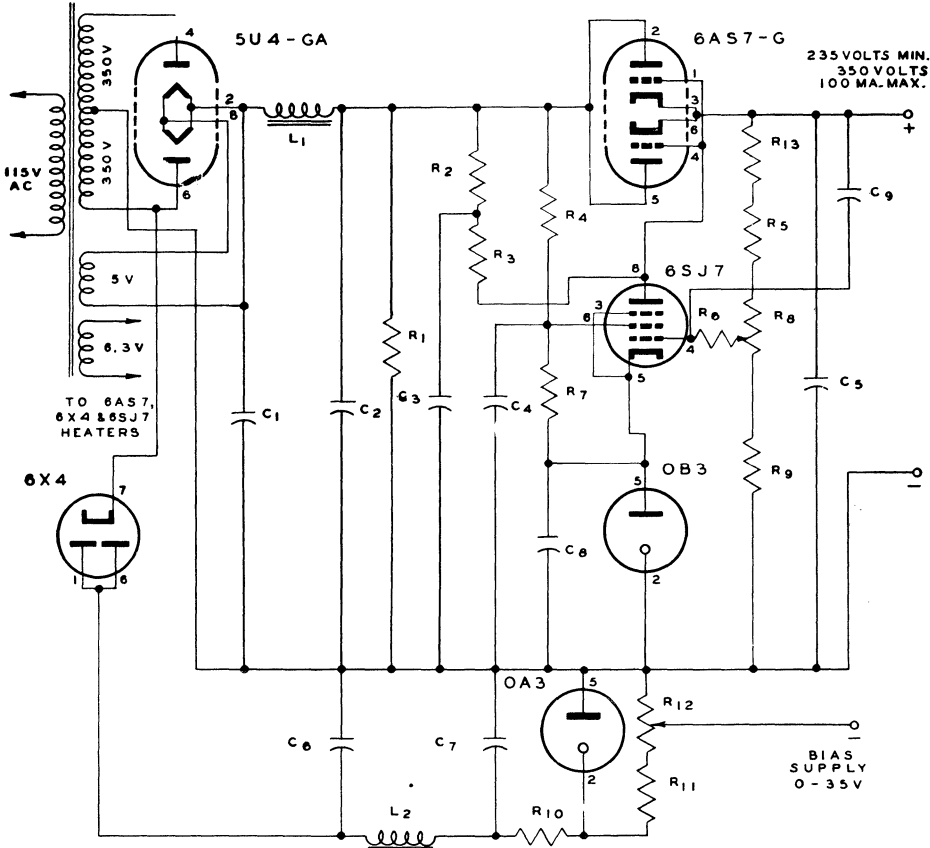 5U4-GA
6AS7-G
235 VOLTS MIN.
350 VOLTS
100 MA. MAX.
350V
350V
115V
AC
4
2
8
6
L1
2
1
3
6
4
5
+
R13
C9
R2
R4
R5
R3
8
6SJ7
3
6
4
5
R6
R8
5V
6.3V
R1
TO 6AS7,
6X4 & 6SJ7
HEATERS
C1
C2
C3
C4
R7
C5
6X4
7
1
6
OB3
5
2
R9
–
C8
OA3
5
2
R12
C6
C7
–
BIAS
SUPPLY
0-35V
R11
L2
R10